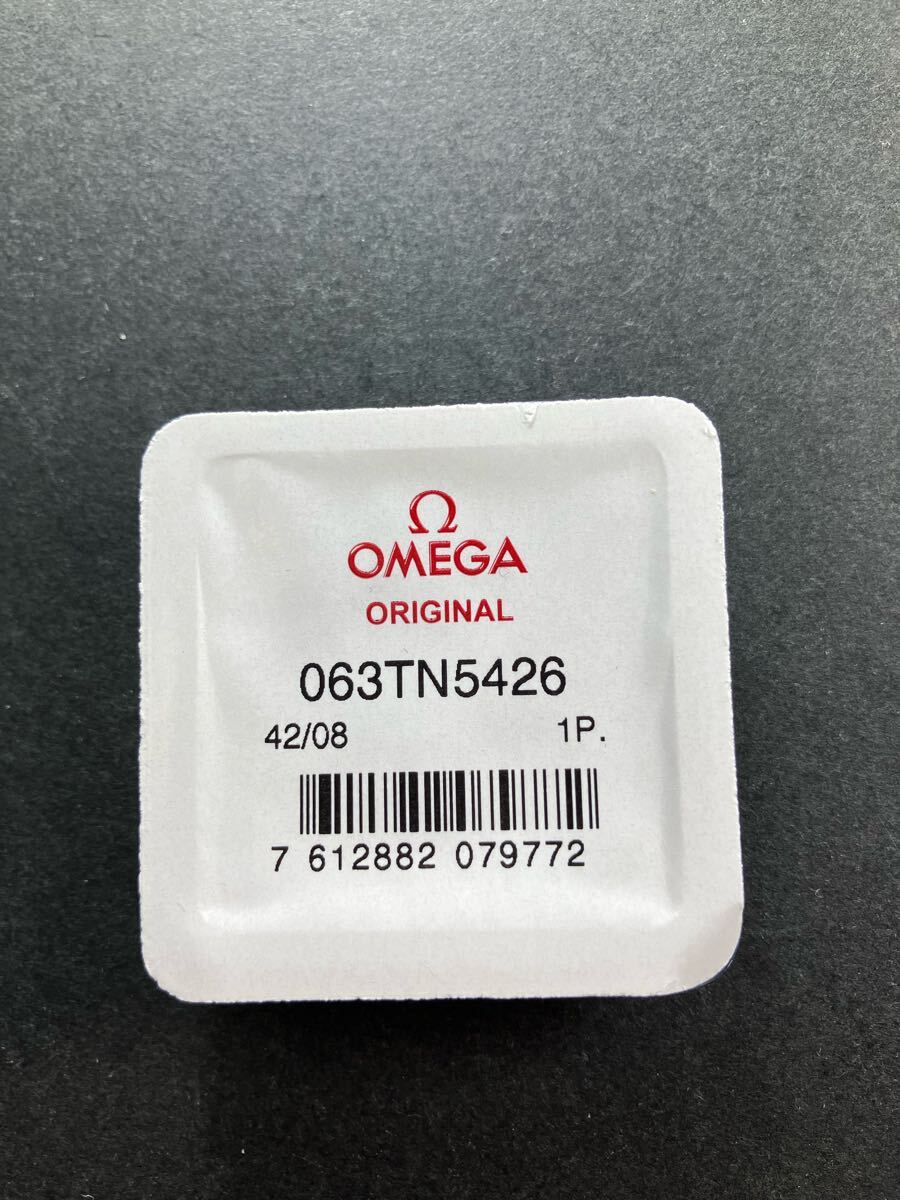 Ω
OMEGA
ORIGINAL
063TN5426
42/08 1P.
7 612882 079772